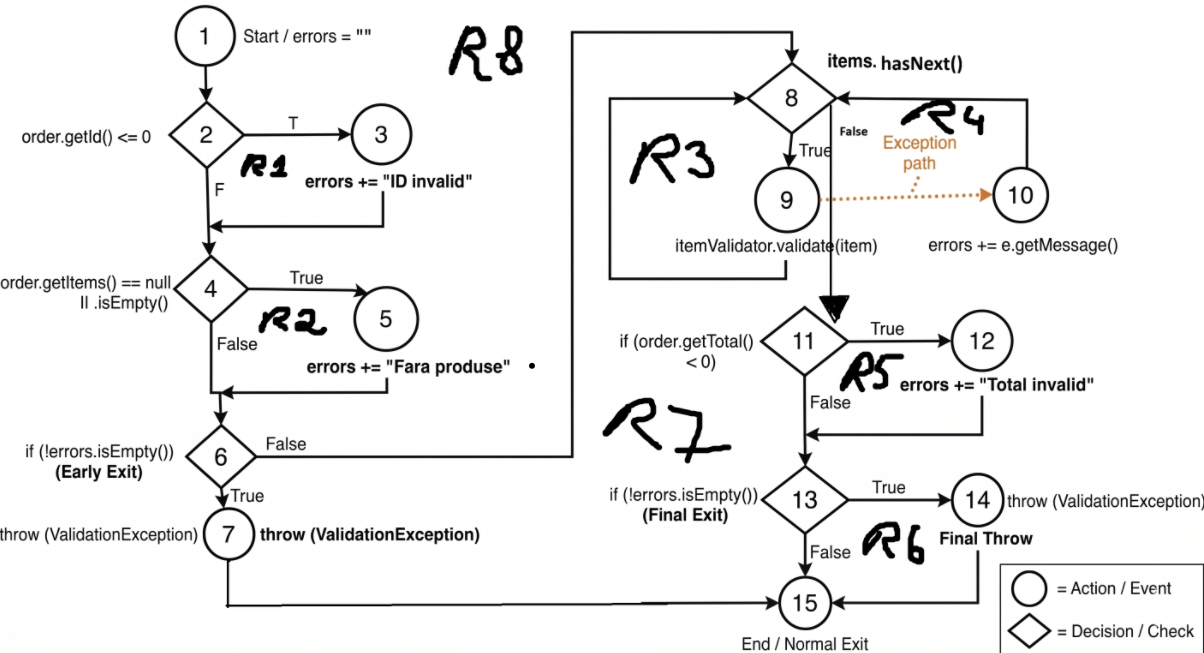 1
Start / errors = ""
R8
order.getId() <= 0
2
T
3
R1
F
errors += "ID invalid"
order.getItems() == null
II .isEmpty()
4
True
5
R2
False
errors += "Fara produse"
if (!errors.isEmpty())
(Early Exit)
6
False
True
throw (ValidationException)
7
throw (ValidationException)
items. hasNext()
8
False
R4
True
R3
Exception
path
9
10
itemValidator.validate(item)
errors += e.getMessage()
if (order.getTotal()
< 0)
11
True
12
R5
errors += "Total invalid"
False
R7
if (!errors.isEmpty())
(Final Exit)
13
True
14
throw (ValidationException)
False
R6
Final Throw
15
End / Normal Exit
= Action / Event
= Decision / Check